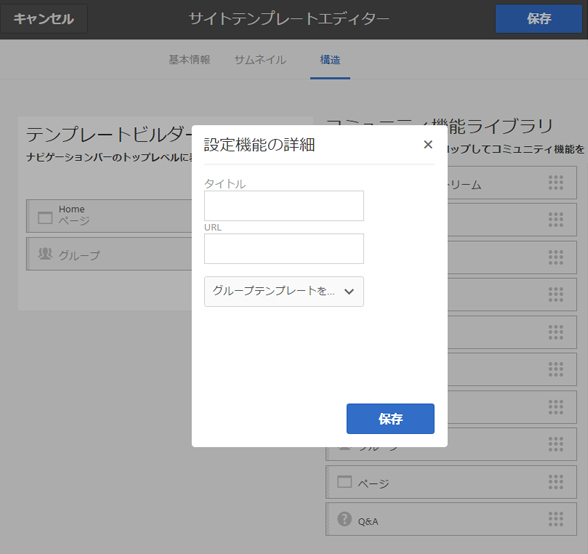 キャンセル
サイトテンプレートエディター
保存
基本情報
サムネイル
構造
テンプレートビルダー
ナビゲーションバーのトップレベルに
Home
ページ
グループ
コミュニティ機能ライブラリ
ップしてコミュニティ機能を
トリーム
グループ
ページ
Q&A
設定機能の詳細
×
タイトル
URL
グループテンプレートを...
保存